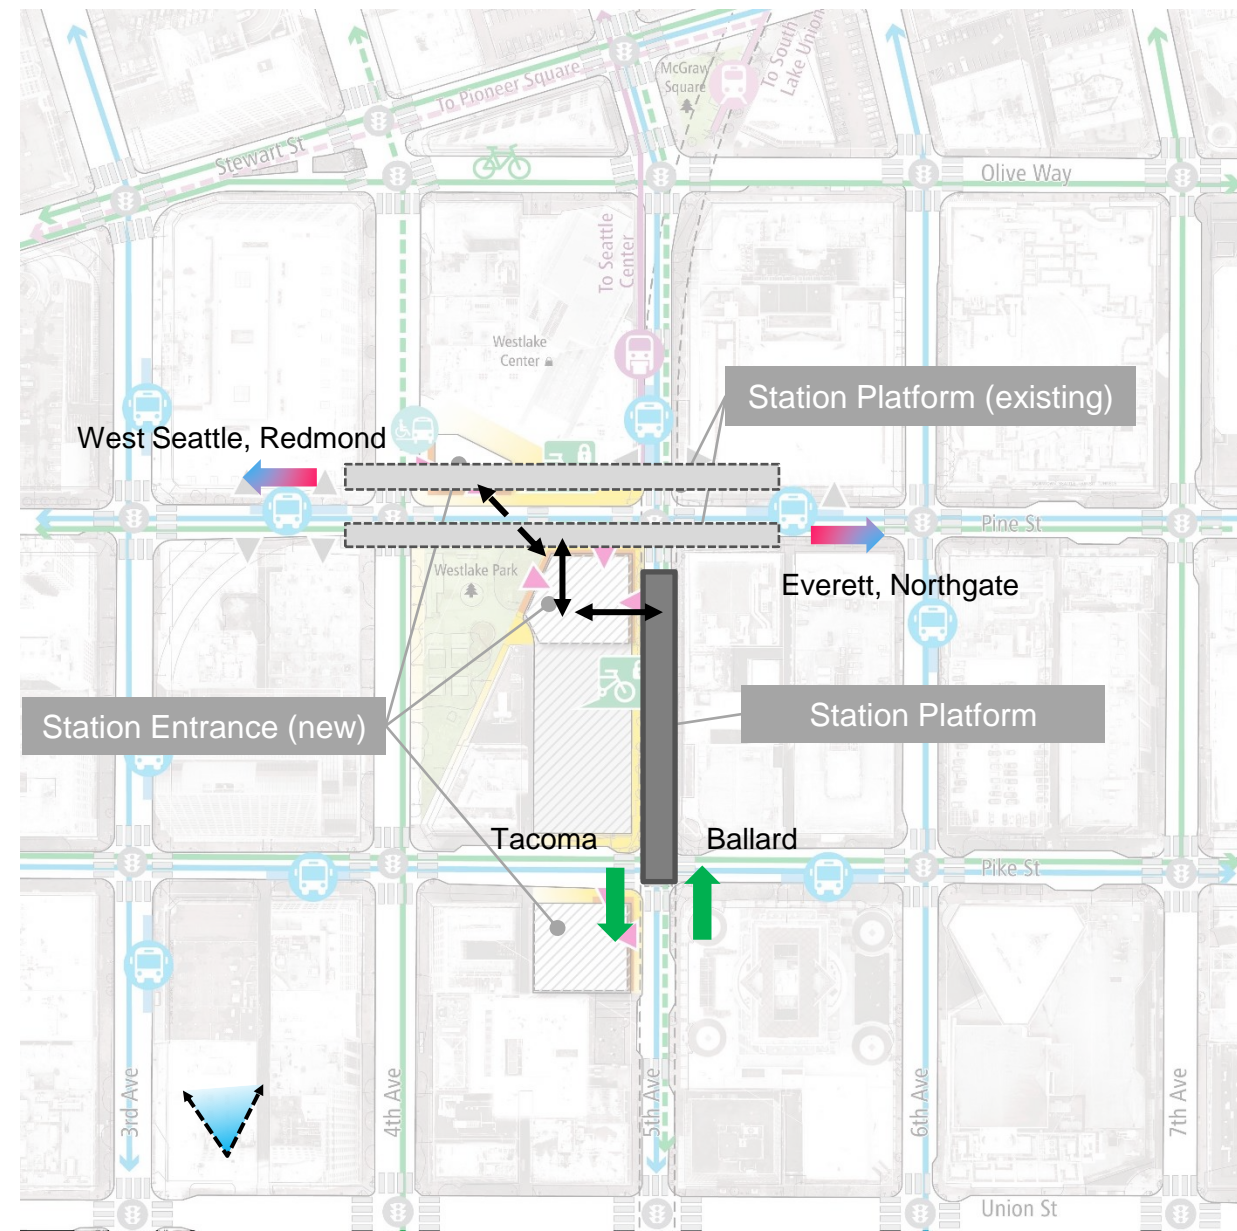 To Pioneer Square
McGraw
Square
To South
Lake Union
Stewart St
Olive Way
To Seattle
Center
Westlake
Center
Station Platform (existing)
West Seattle, Redmond
Pine St
Westlake Park
Everett, Northgate
Station Entrance (new)
Station Platform
Tacoma
Ballard
Pike St
3rd Ave
4th Ave
5th Ave
6th Ave
7th Ave
Union St